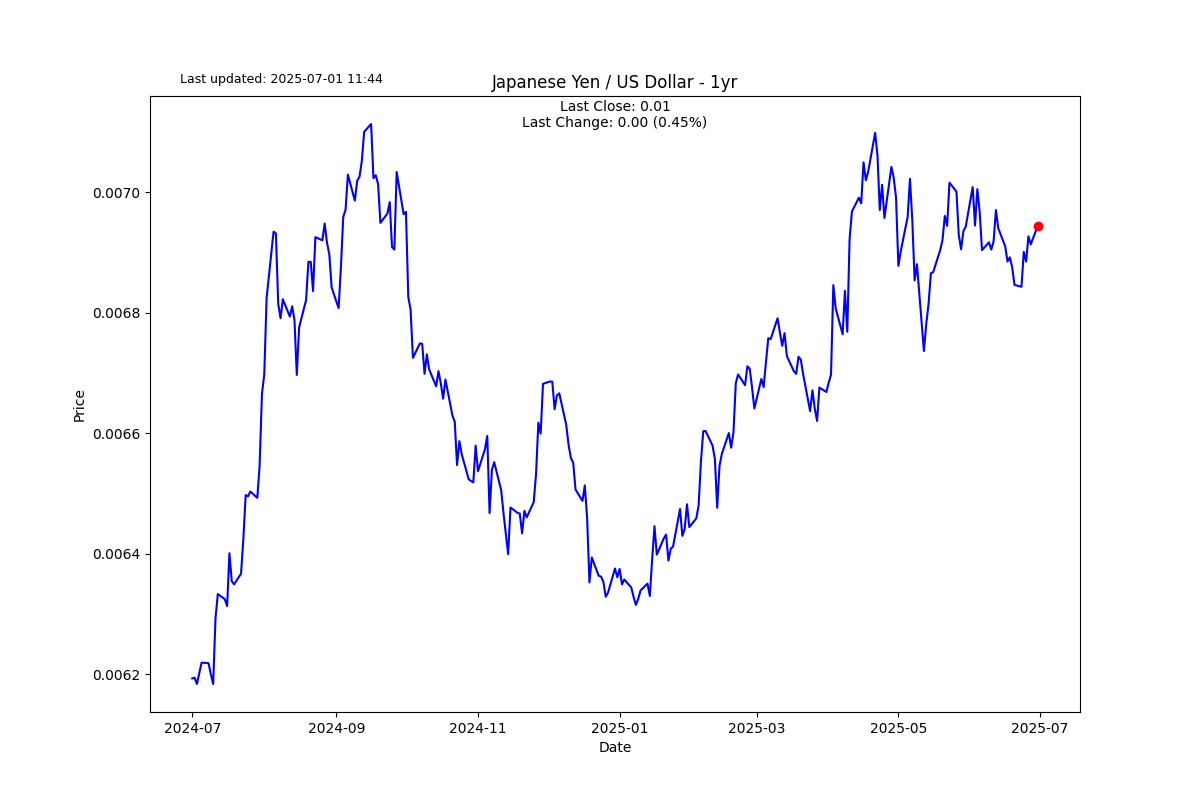 Last updated: 2025-07-01 11:44
Japanese Yen / US Dollar - 1yr
Last Close: 0.01
Last Change: 0.00 (0.45%)
0.0070
0.0068
0.0066
0.0064
0.0062
Price
2024-07
2024-09
2024-11
2025-01
2025-03
2025-05
2025-07
Date